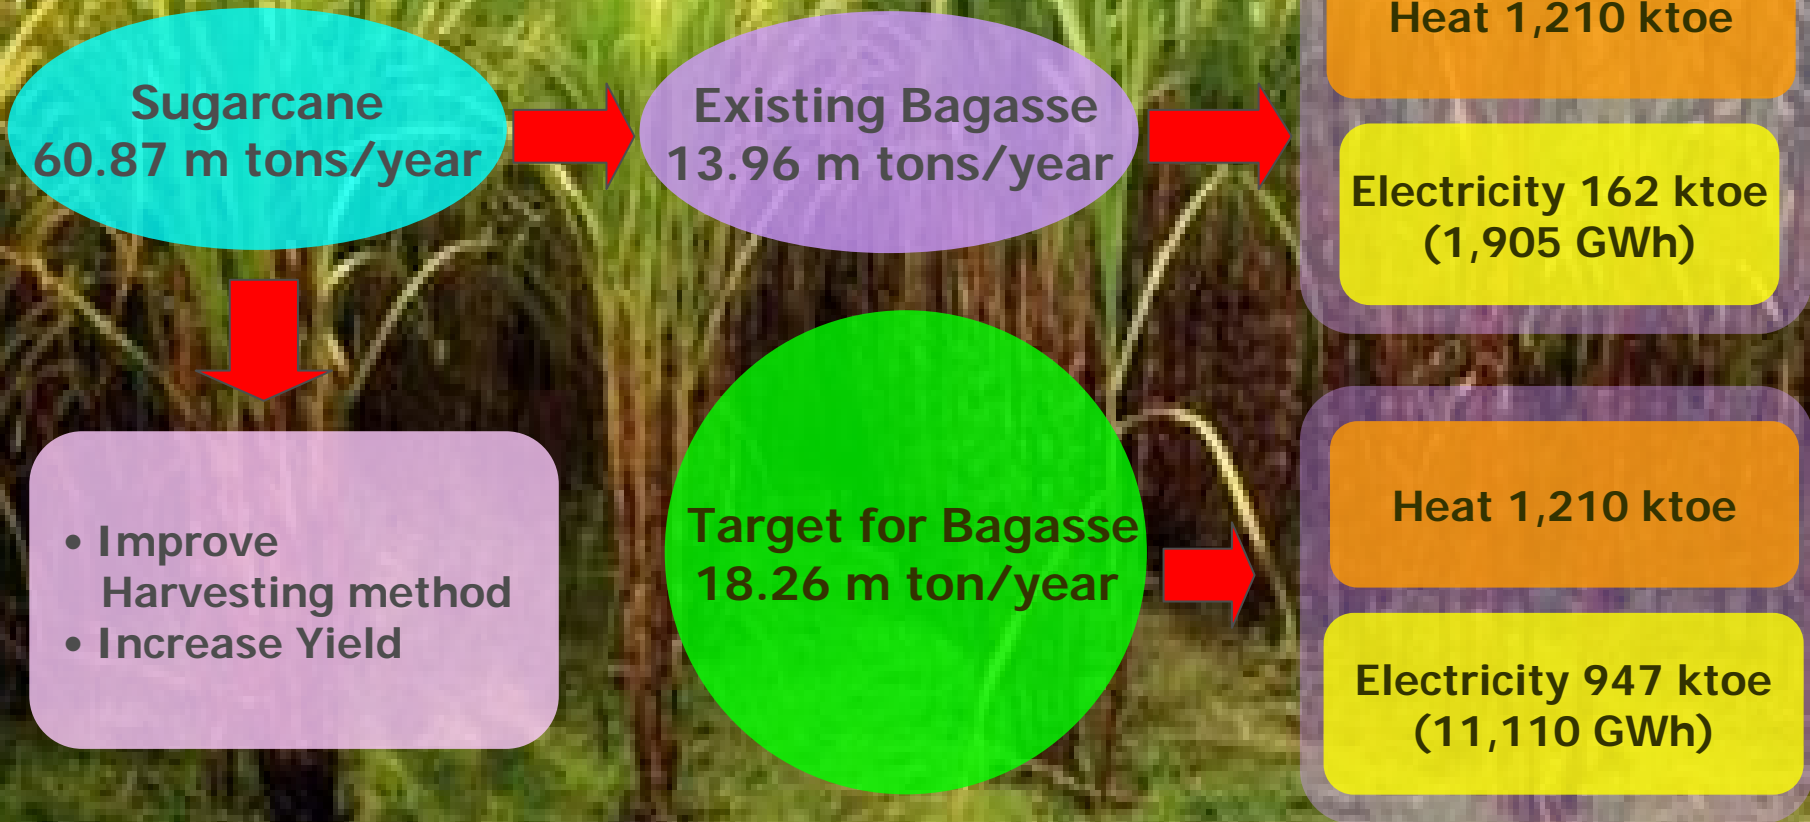 Heat 1,210 ktoe
Sugarcane
60.87 m tons/year
Existing Bagasse
13.96 m tons/year
Electricity 162 ktoe
(1,905 GWh)
• Improve
Harvesting method
• Increase Yield
Target for Bagasse
18.26 m ton/year
Heat 1,210 ktoe
Electricity 947 ktoe
(11,110 GWh)